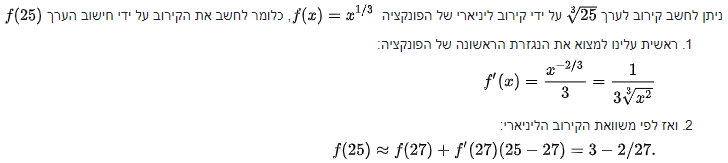 ניתן לחשב קירוב לערך $\sqrt[3]{25}$ על ידי קירוב ליניארי של הפונקציה $f(x) = x^{1/3}$, כלומר לחשב את הקירוב על ידי חישוב הערך $f(25)$
1. ראשית עלינו למצוא את הנגזרת הראשונה של הפונקציה:
$f'(x) = \frac{x^{-2/3}}{3} = \frac{1}{3\sqrt[3]{x^2}}$
2. ואז לפי משוואת הקירוב הליניארי:
$f(25) \approx f(27) + f'(27)(25 - 27) = 3 - 2/27.$